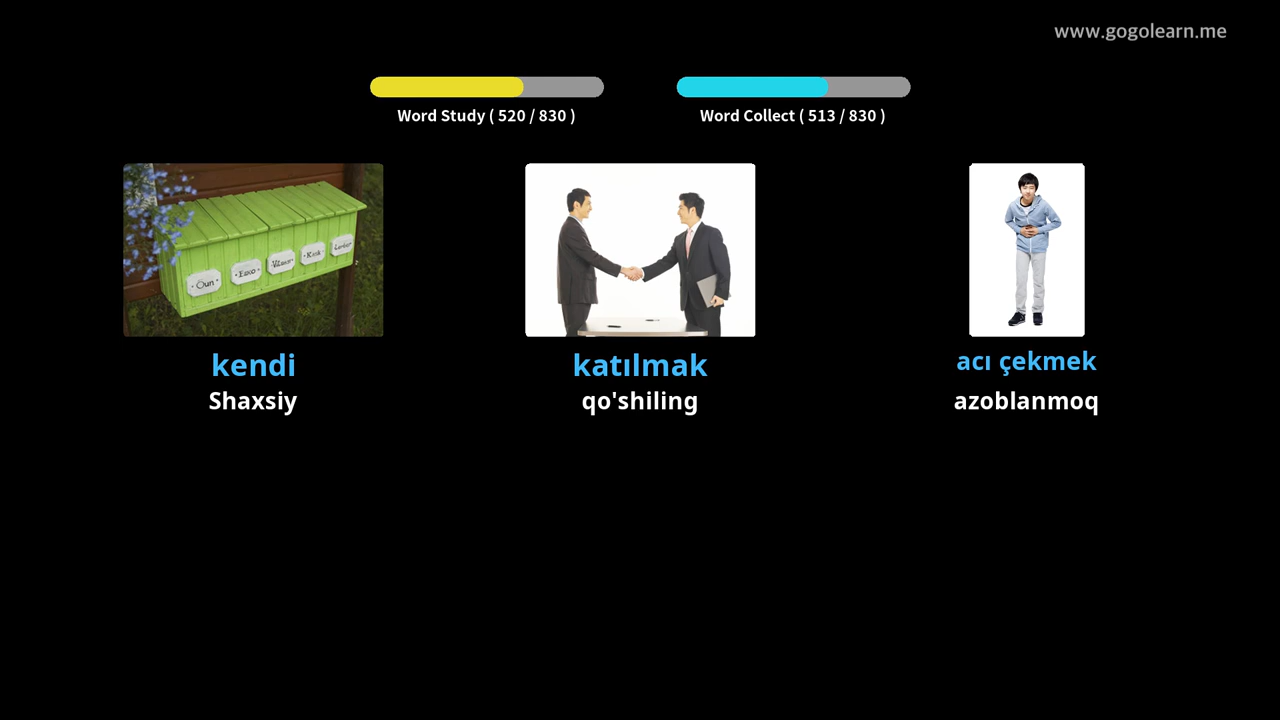 www.gogolearn.me
Word Study ( 520 / 830 )
Word Collect ( 513 / 830 )
kendi
katılmak
acı çekmek
Shaxsiy
qo'shiling
azoblanmoq